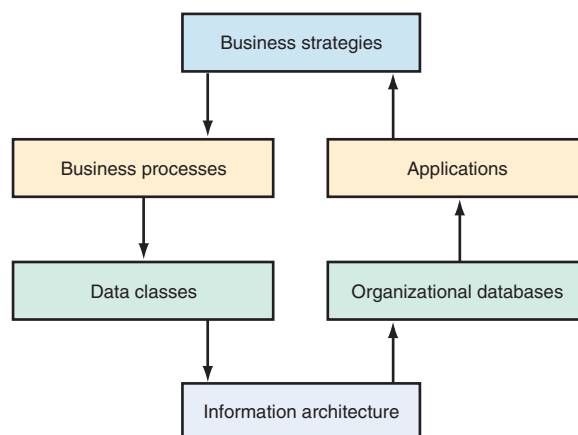 Business strategies
Business processes
Applications
Data classes
Organizational databases
Information architecture